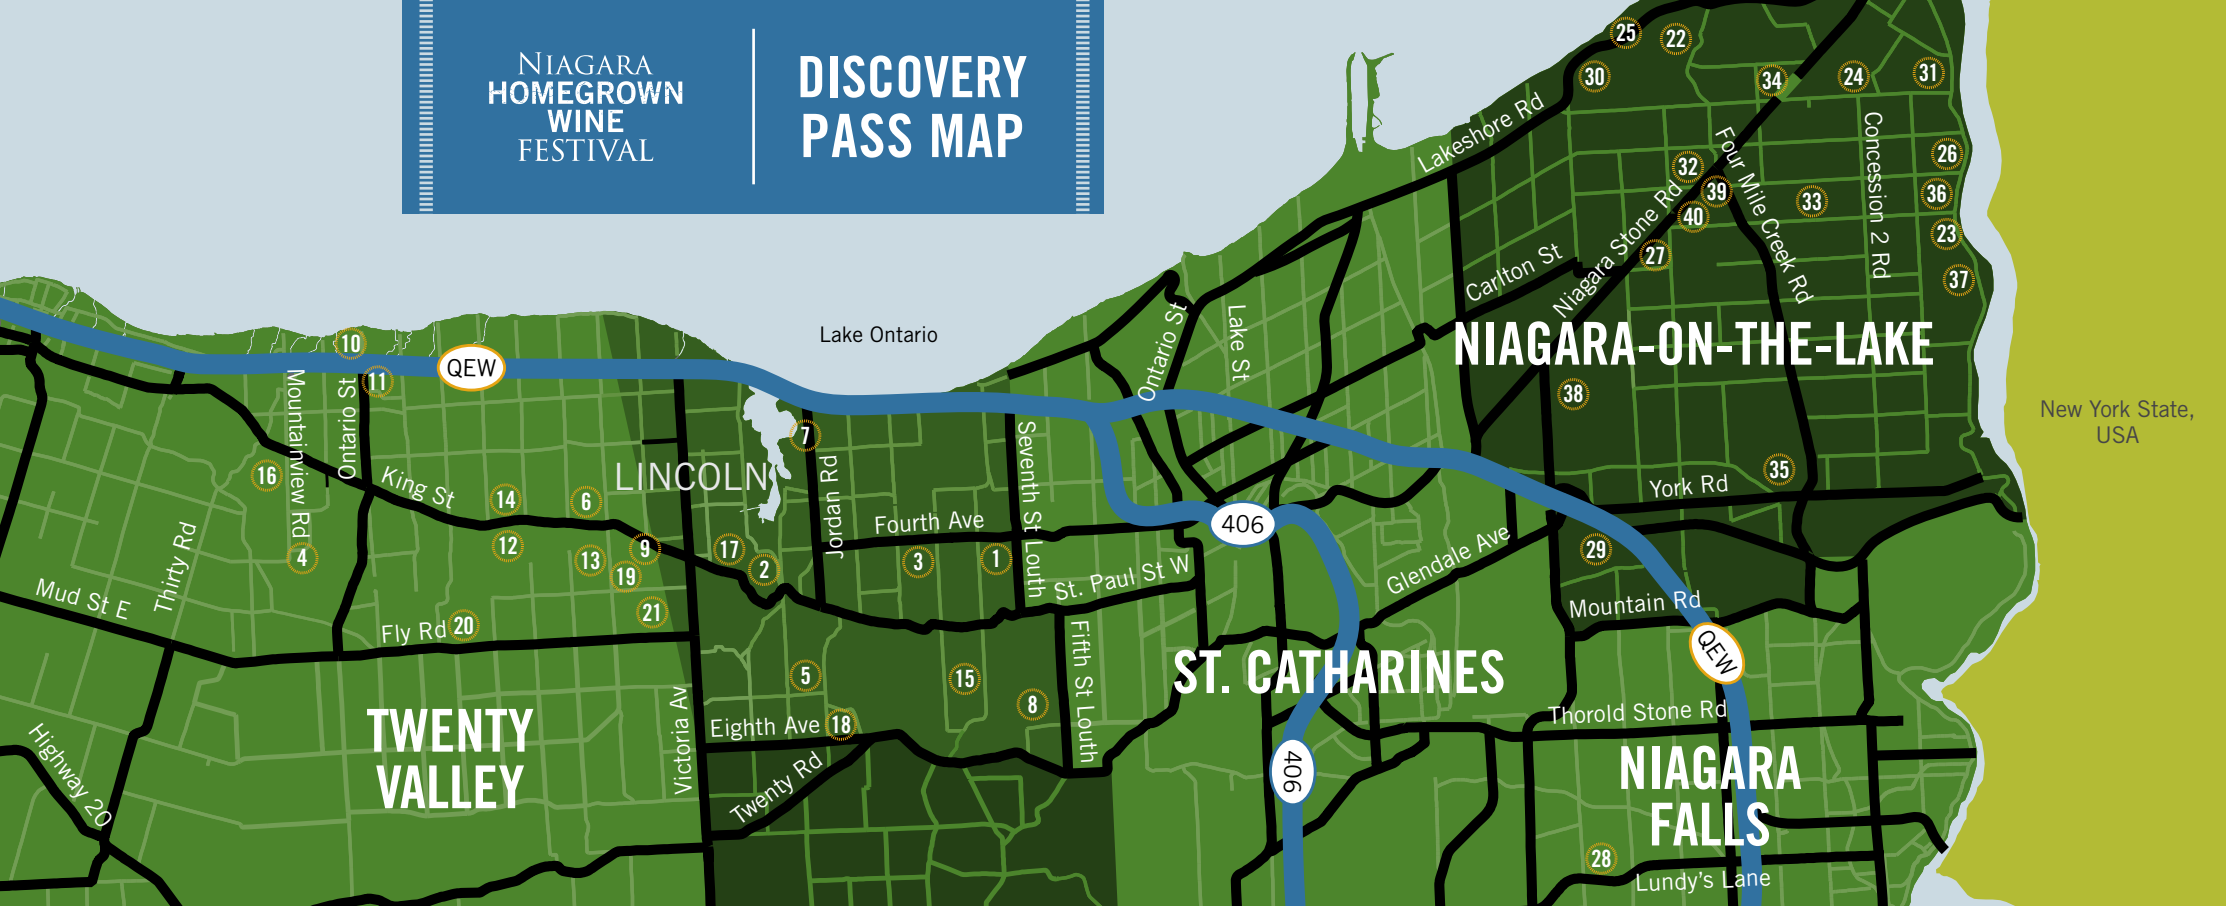 NIAGARA
HOMEGROWN
WINE
FESTIVAL
DISCOVERY
PASS MAP
25
22
30
34
24
31
Lakeshore Rd
Four Mile Creek Rd
Concession 2 Rd
26
32
39
33
36
40
23
27
37
Niagara Stone Rd
Carlton St
Lake Ontario
Ontario St
Lake St
NIAGARA-ON-THE-LAKE
38
New York State,
USA
10
11
QEW
Mountainview Rd
Ontario St
7
16
King St
14
6
LINCOLN
Jordan Rd
Seventh St Louth
Fourth Ave
406
York Rd
35
12
13
9
19
17
2
3
1
4
21
20
Thirty Rd
Mud St E
Fly Rd
St. Paul St W
Glendale Ave
29
Mountain Rd
QEW
5
15
8
18
Fifth St Louth
ST. CATHARINES
Victoria Av
Eighth Ave
Twenty Rd
TWENTY
VALLEY
Highway 20
406
Thorold Stone Rd
NIAGARA
FALLS
28
Lundy's Lane